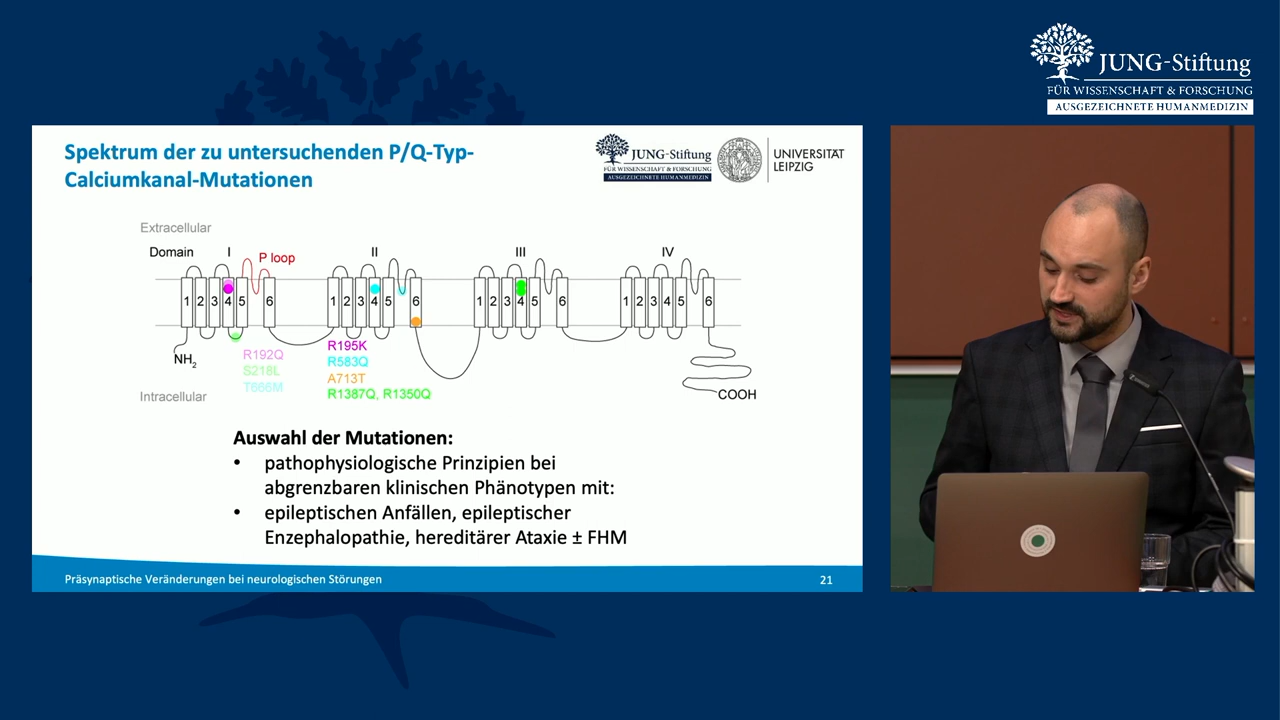 JUNG-Stiftung
FÜR WISSENSCHAFT & FORSCHUNG
AUSGEZEICHNETE HUMANMEDIZIN
Spektrum der zu untersuchenden P/Q-Typ-
Calciumkanal-Mutationen
JUNG-Stiftung
FÜR WISSENSCHAFT & FORSCHUNG
AUSGEZEICHNETE HUMANMEDIZIN
UNIVERSITÄT
LEIPZIG
Extracellular
Domain I II III IV
P loop
1 2 3 4 5 6 1 2 3 4 5 6 1 2 3 4 5 6 1 2 3 4 5 6
NH2
R192Q
S218L
T666M
R195K
R583Q
A713T
R1387Q, R1350Q
Intracellular
COOH
Auswahl der Mutationen:
• pathophysiologische Prinzipien bei
abgrenzbaren klinischen Phänotypen mit:
• epileptischen Anfällen, epileptischer
Enzephalopathie, hereditärer Ataxie ± FHM
Präsynaptische Veränderungen bei neurologischen Störungen
21